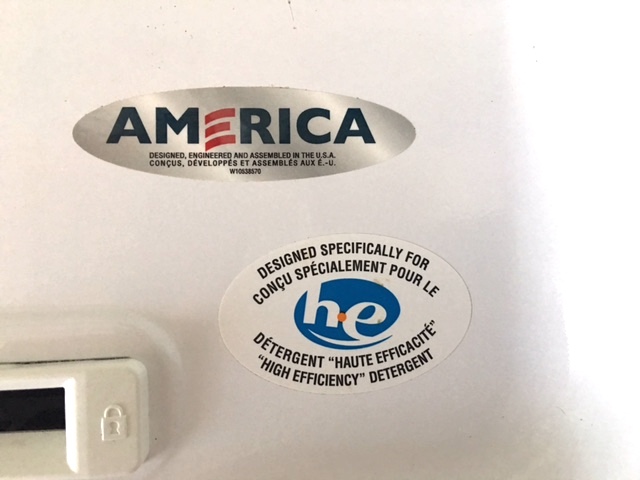 AMERICA
DESIGNED, ENGINEERED AND ASSEMBLED IN THE U.S.A.
CONÇUS, DÉVELOPPÉS ET ASSEMBLÉS AUX É.-U.
W10538570
DESIGNED SPECIFICALLY FOR
CONÇU SPÉCIALEMENT POUR LE
he
DÉTERGENT "HAUTE EFFICACITÉ"
"HIGH EFFICIENCY" DETERGENT